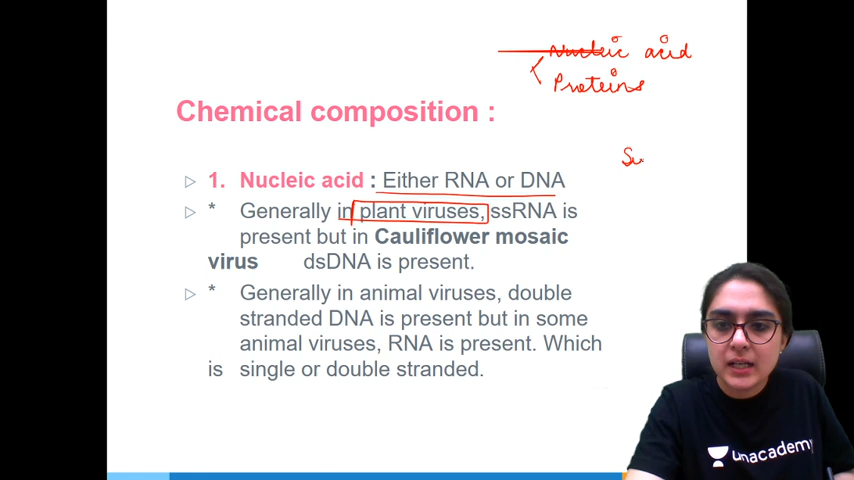 Nucleic acid
Proteins
Chemical composition :
1. Nucleic acid : Either RNA or DNA
* Generally in plant viruses, ssRNA is
present but in Cauliflower mosaic
virus dsDNA is present.
* Generally in animal viruses, double
stranded DNA is present but in some
animal viruses, RNA is present. Which
is single or double stranded.
unacademy